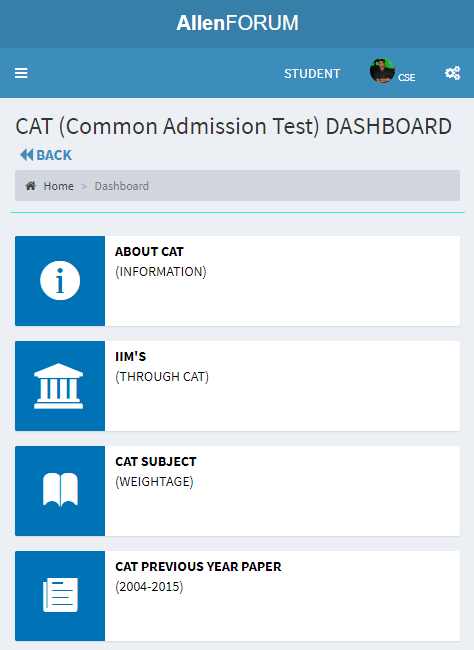 AllenFORUM
STUDENT CSE
CAT (Common Admission Test) DASHBOARD
BACK
Home > Dashboard
ABOUT CAT
(INFORMATION)
IIM'S
(THROUGH CAT)
CAT SUBJECT
(WEIGHTAGE)
CAT PREVIOUS YEAR PAPER
(2004-2015)